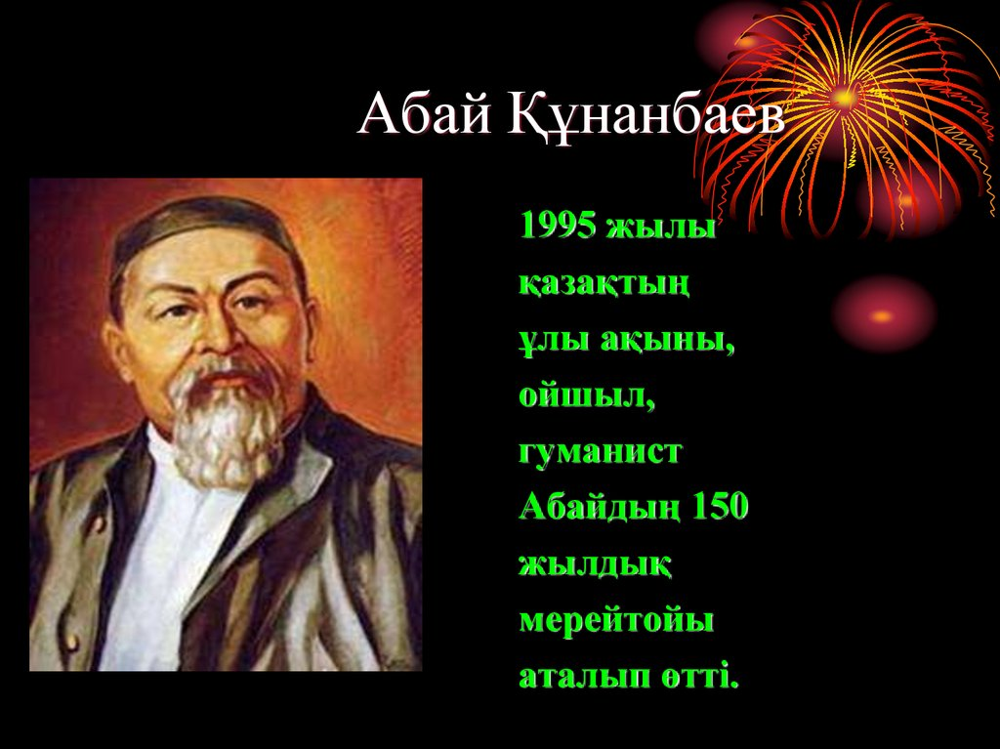 Абай Құнанбаев
1995 жылы
қазақтың
ұлы ақыны,
ойшыл,
гуманист
Абайдың 150
жылдық
мерейтойы
аталып өтті.